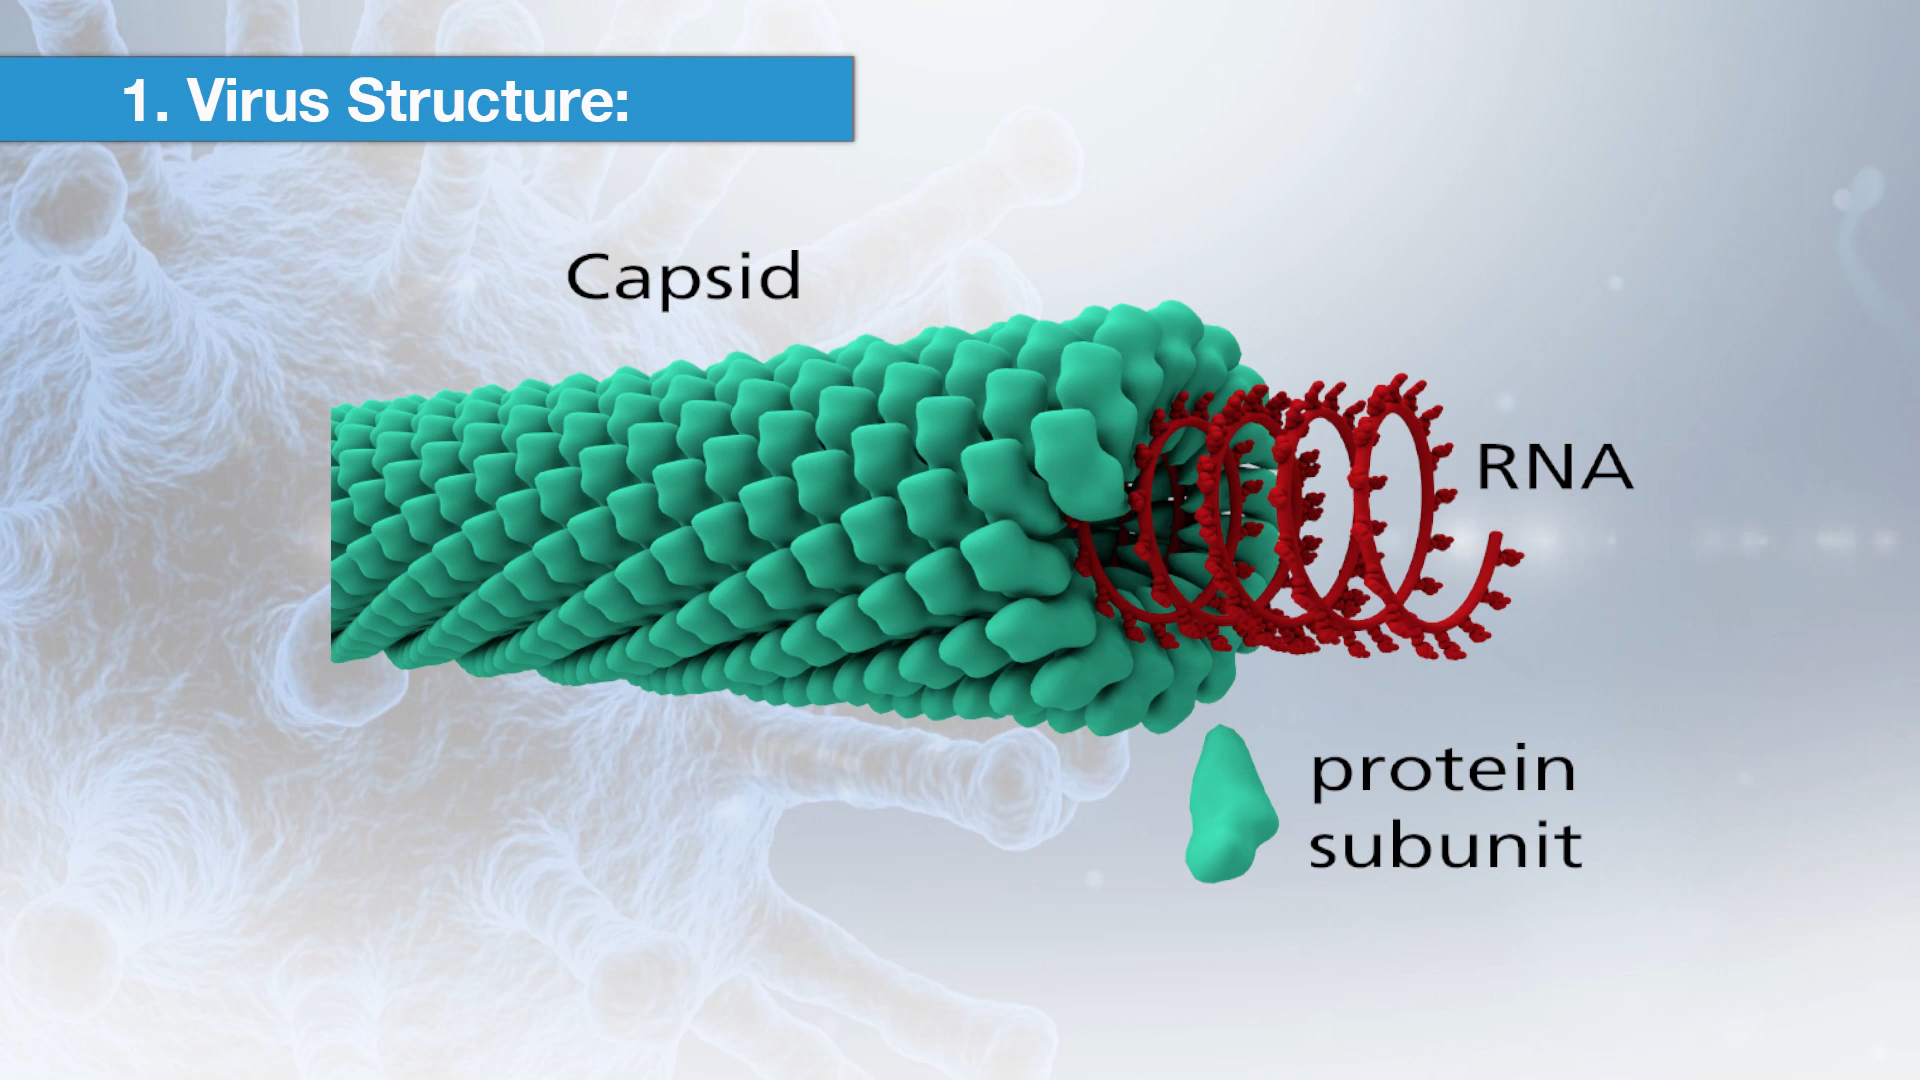 1. Virus Structure:
Capsid
RNA
protein
subunit